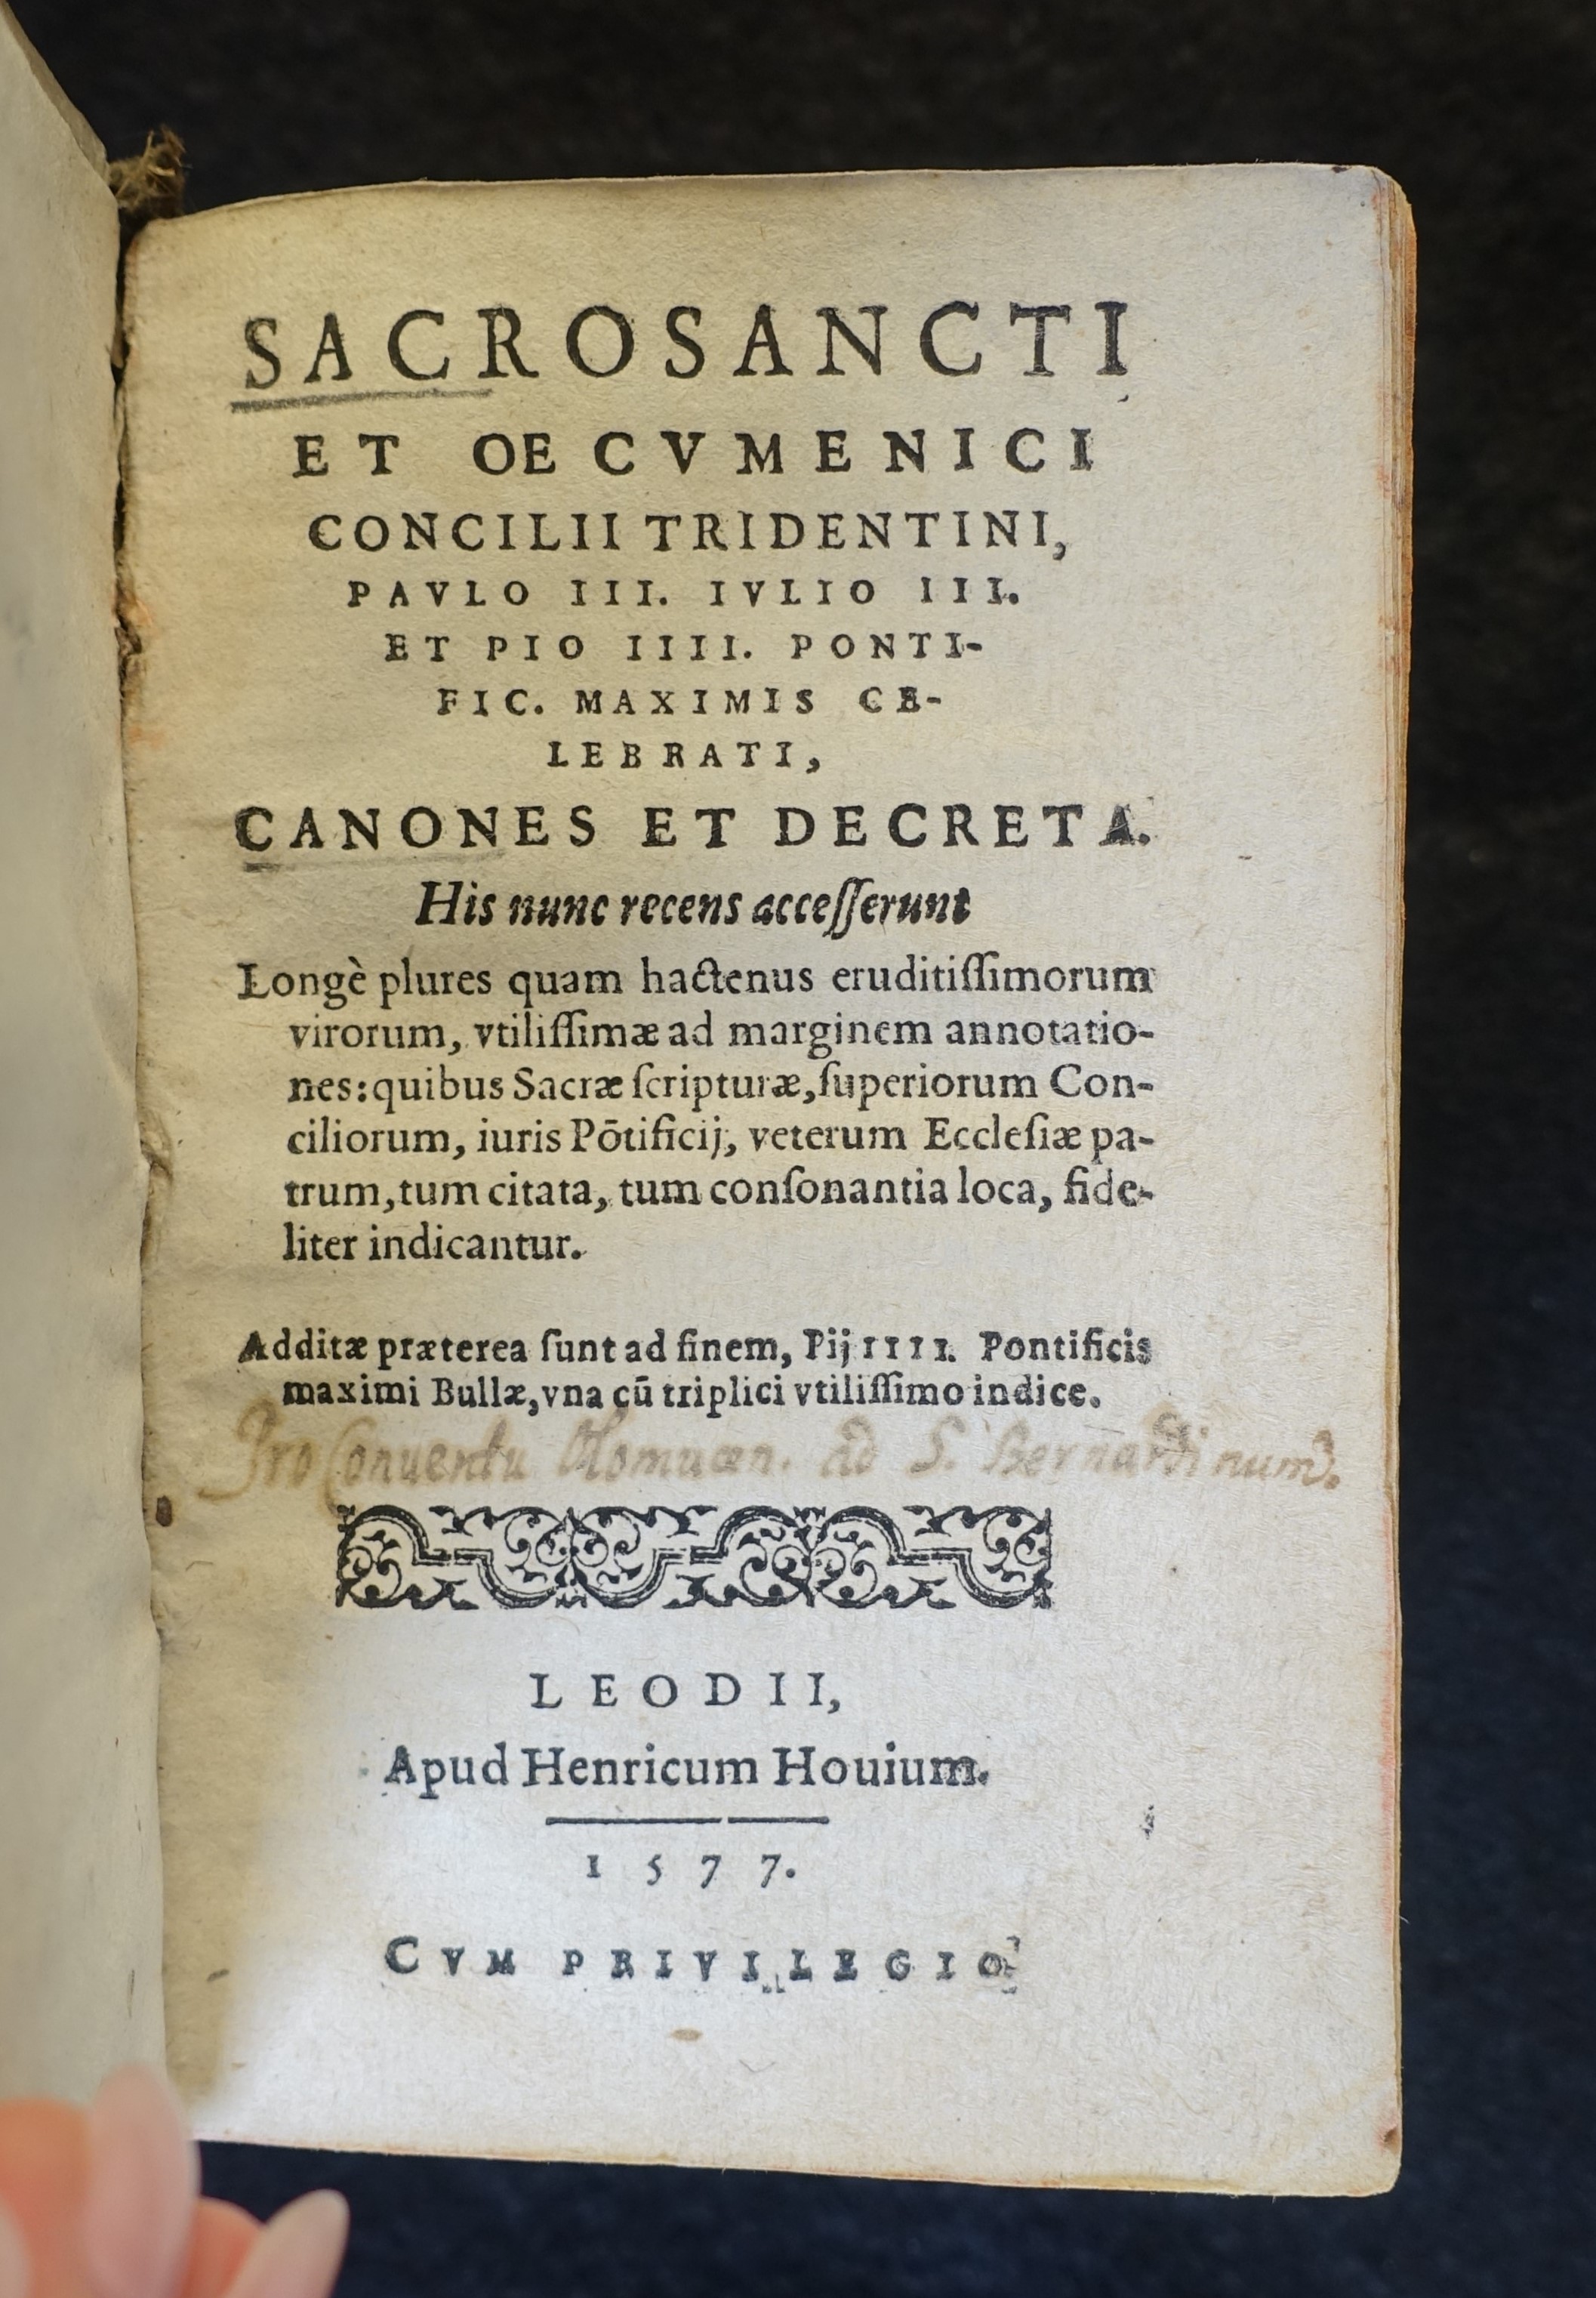 SACROSANCTI
ET OECVMENICI
CONCILII TRIDENTINI,
PAVLO III. IVLIO III.
ET PIO IIII. PONTI-
FIC. MAXIMIS CE-
LEBRATI,
CANONES ET DECRETA.
His nunc recens acceſſerunt
Longè plures quam hactenus eruditiſſimorum
virorum, vtiliſſimæ ad marginem annotatio-
nes: quibus Sacræ ſcripturæ, ſuperiorum Con-
ciliorum, iuris Põtificij, veterum Eccleſiæ pa-
trum, tum citata, tum conſonantia loca, fide-
liter indicantur.
Additæ præterea ſunt ad finem, Pij IIII. Pontificis
maximi Bullæ, vna cũ triplici vtiliſſimo indice.
Pro Conuentu Olomucen. ad S. Bernardinum.
LEODII,
Apud Henricum Houium.
1577.
CVM PRIVILEGIO